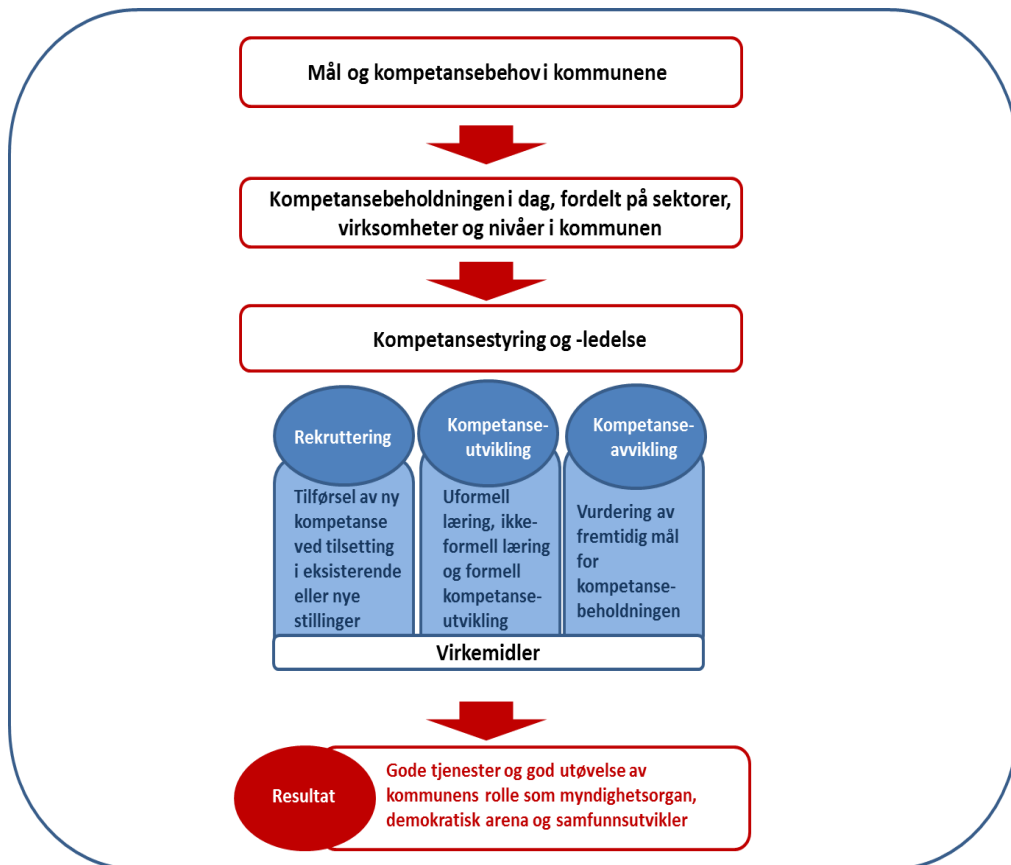 Mål og kompetansebehov i kommunene
Kompetansebeholdningen i dag, fordelt på sektorer,
virksomheter og nivåer i kommunen
Kompetansestyring og -ledelse
Rekruttering
Tilførsel av ny
kompetanse
ved tilsetting
i eksisterende
eller nye
stillinger
Kompetanse-
utvikling
Uformell
læring, ikke-
formell læring
og formell
kompetanse-
utvikling
Kompetanse-
avvikling
Vurdering av
fremtidig mål
for
kompetanse-
beholdningen
Virkemidler
Resultat
Gode tjenester og god utøvelse av
kommunens rolle som myndighetsorgan,
demokratisk arena og samfunnsutvikler